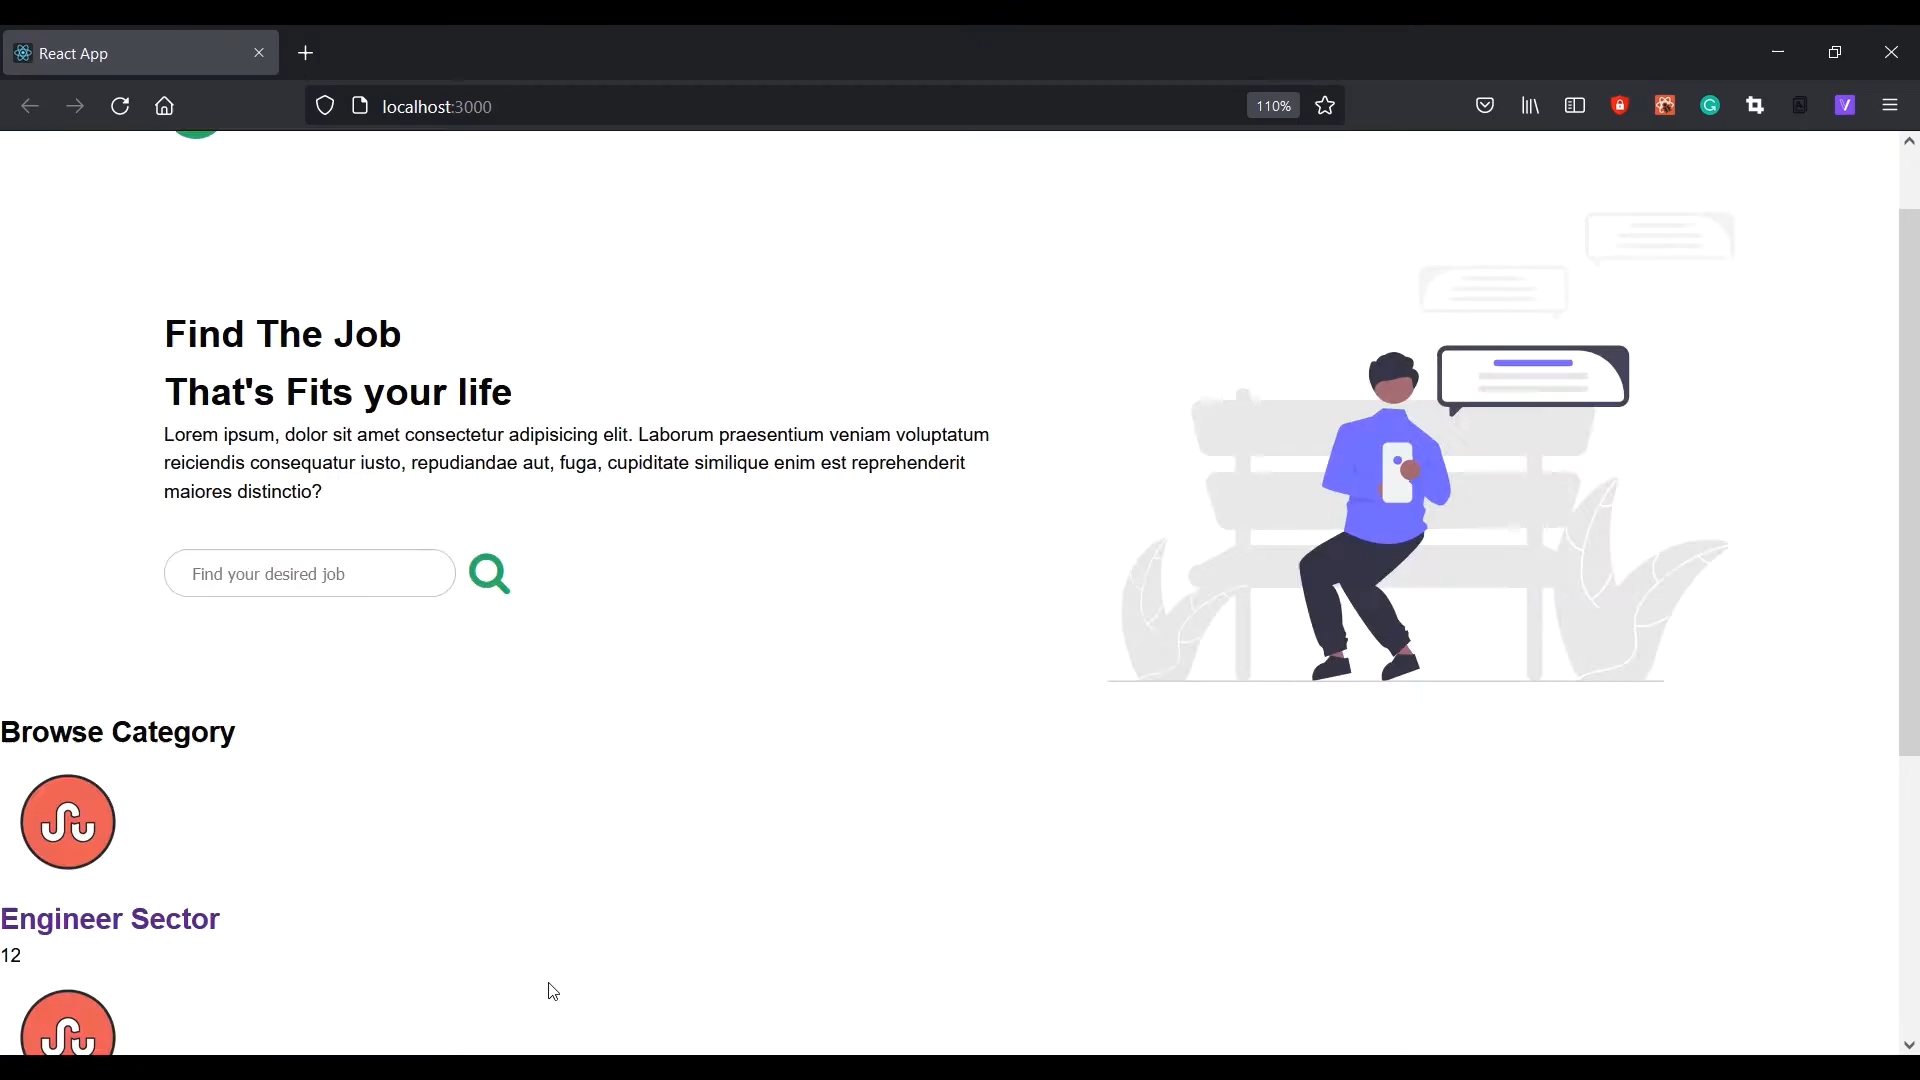 React App
localhost:3000
110%
Find The Job
That's Fits your life
Lorem ipsum, dolor sit amet consectetur adipisicing elit. Laborum praesentium veniam voluptatum
reiciendis consequatur iusto, repudiandae aut, fuga, cupiditate similique enim est reprehenderit
maiores distinctio?
Find your desired job
Browse Category
Engineer Sector
12